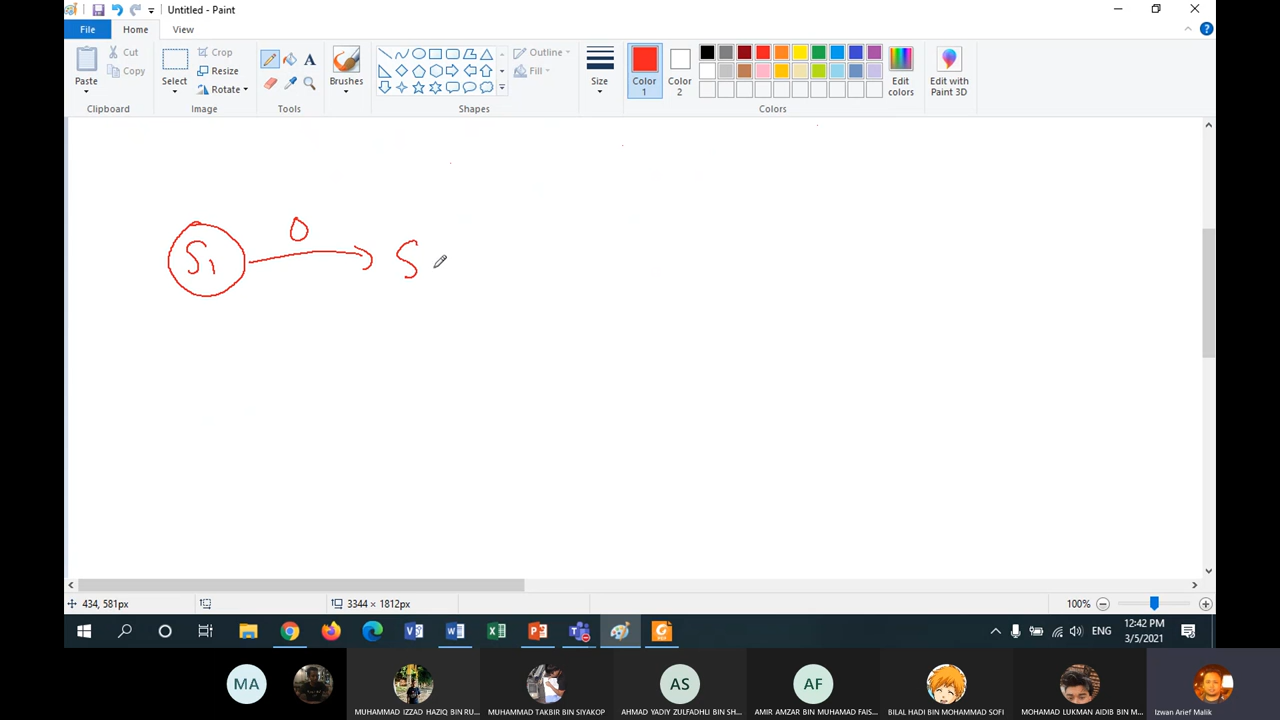 Untitled - Paint
File
Home
View
Paste
Cut
Copy
Clipboard
Select
Crop
Resize
Rotate
Image
Tools
Brushes
Shapes
Outline
Fill
Size
Color
1
Color
2
Edit
colors
Colors
Edit with
Paint 3D
S1
0
S
434, 581px
3344 × 1812px
100%
ENG
12:42 PM
3/5/2021
MA
AS
AF
MUHAMMAD IZZAD HAZIQ BIN RU...
MUHAMMAD TAKBIR BIN SIYAKOP
AHMAD YADIY ZULFADHLI BIN SH...
AMIR AMZAR BIN MUHAMAD FAIS...
BILAL HADI BIN MOHAMMAD SOFI
MOHAMAD LUKMAN AIDIB BIN M...
Izwan Arief Malik